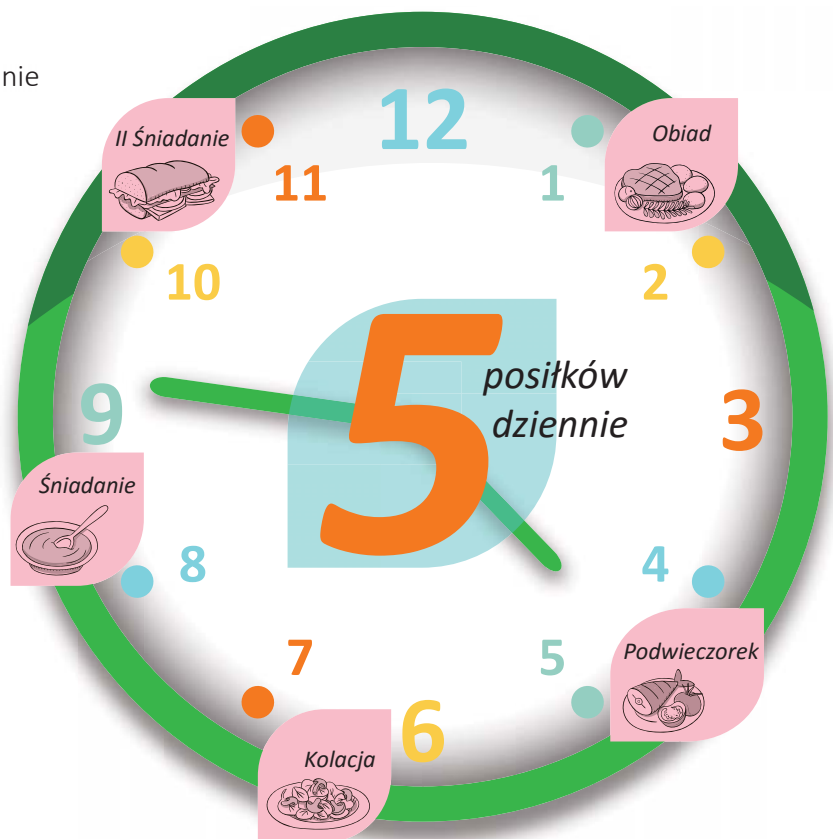 nie
II Śniadanie
12
Obiad
11
1
10
2
5
posiłków
dziennie
9
3
Śniadanie
8
4
7
5
Podwieczorek
6
Kolacja